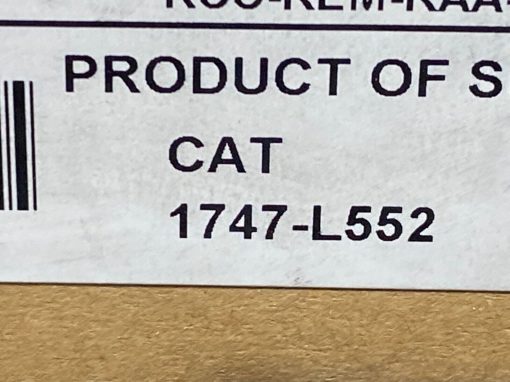 PRODUCT OF S
CAT
1747-L552